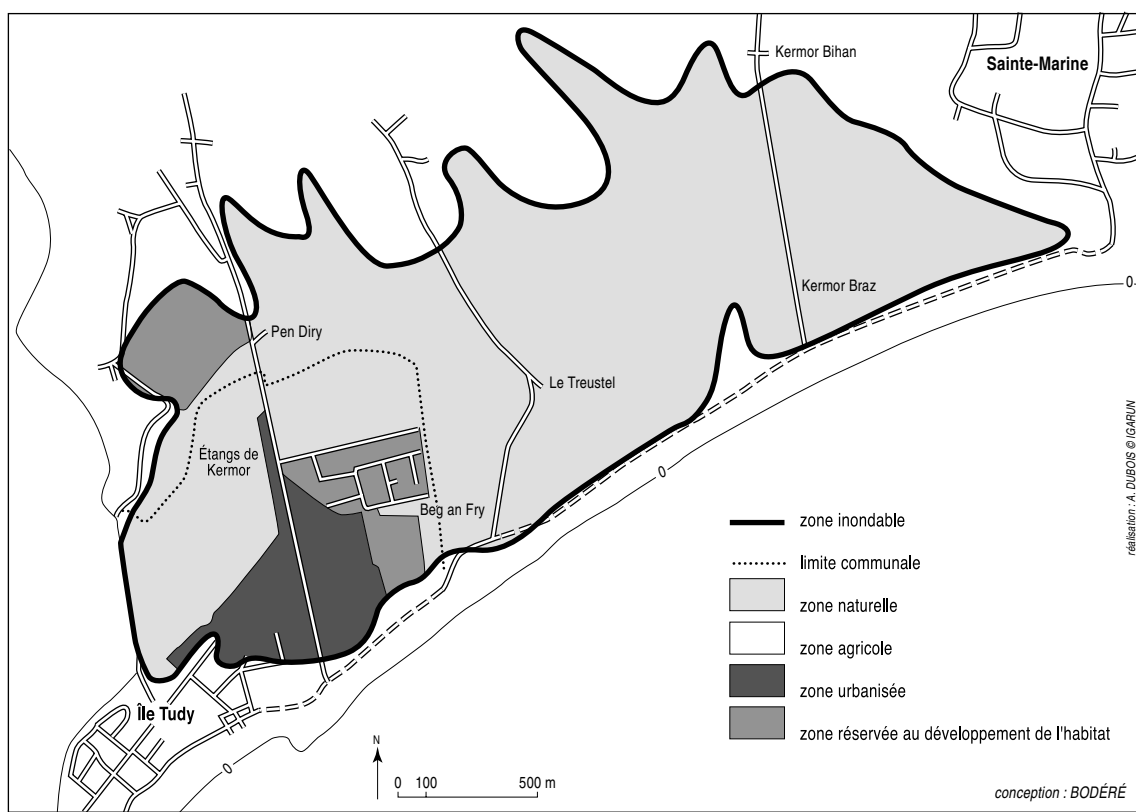 Kermor Bihan
Sainte-Marine
Kermor Braz
0
Pen Diry
Le Treustel
Étangs de
Kermor
Beg an Fry
0
Île Tudy
0
N
0 100 500 m
zone inondable
limite communale
zone naturelle
zone agricole
zone urbanisée
zone réservée au développement de l'habitat
conception : BODÉRÉ
réalisation : A. DUBOIS © IGARUN